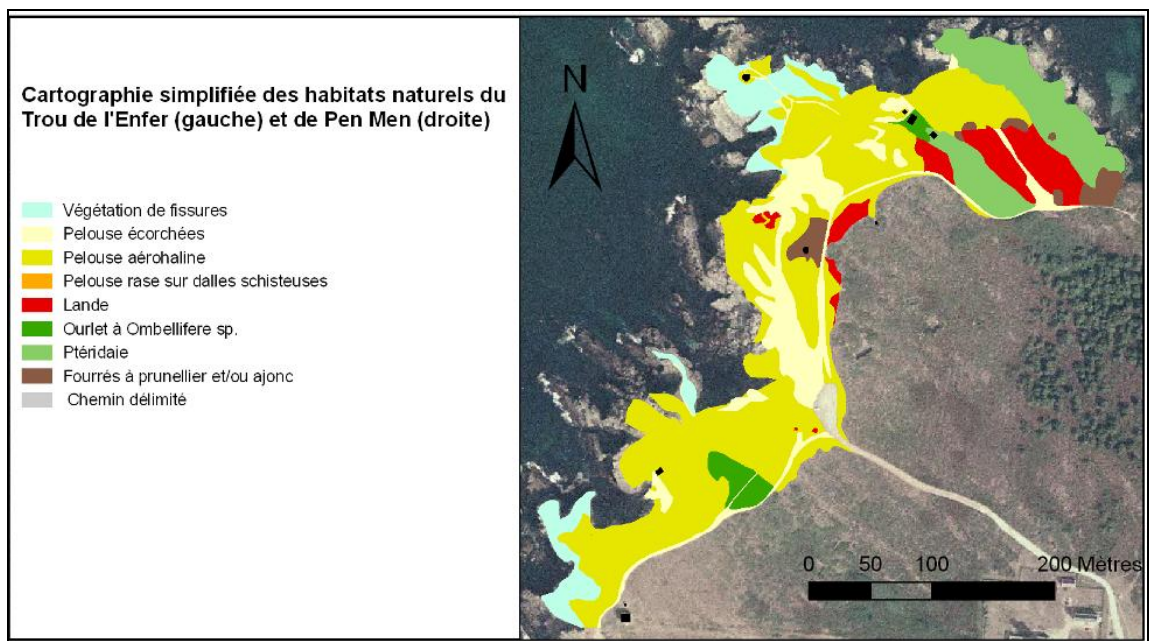 Cartographie simplifiée des habitats naturels du
Trou de l'Enfer (gauche) et de Pen Men (droite)
Végétation de fissures
Pelouse écorchées
Pelouse aérohaline
Pelouse rase sur dalles schisteuses
Lande
Ourlet à Ombellifere sp.
Ptéridaie
Fourrés à prunellier et/ou ajonc
Chemin délimité
N
0 50 100 200 Mètres